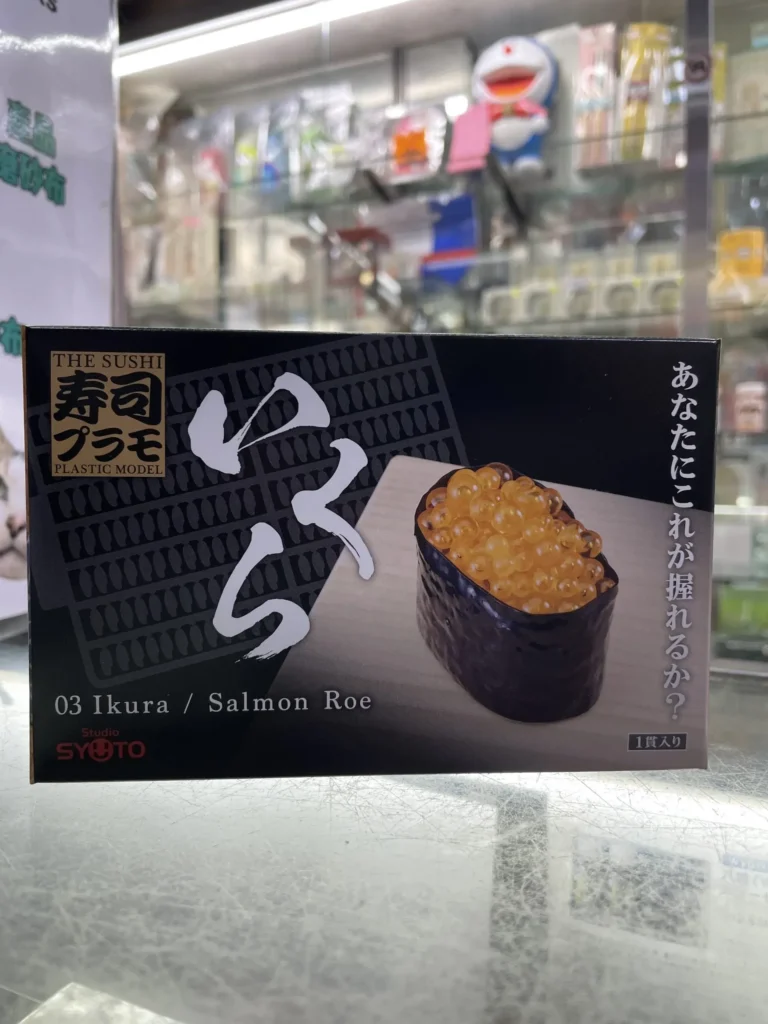 THE SUSHI
寿司
プラモ
PLASTIC MODEL
いくら
あなたにこれが握れるか?
03 Ikura / Salmon Roe
Studio
SYUTO
1貫入り